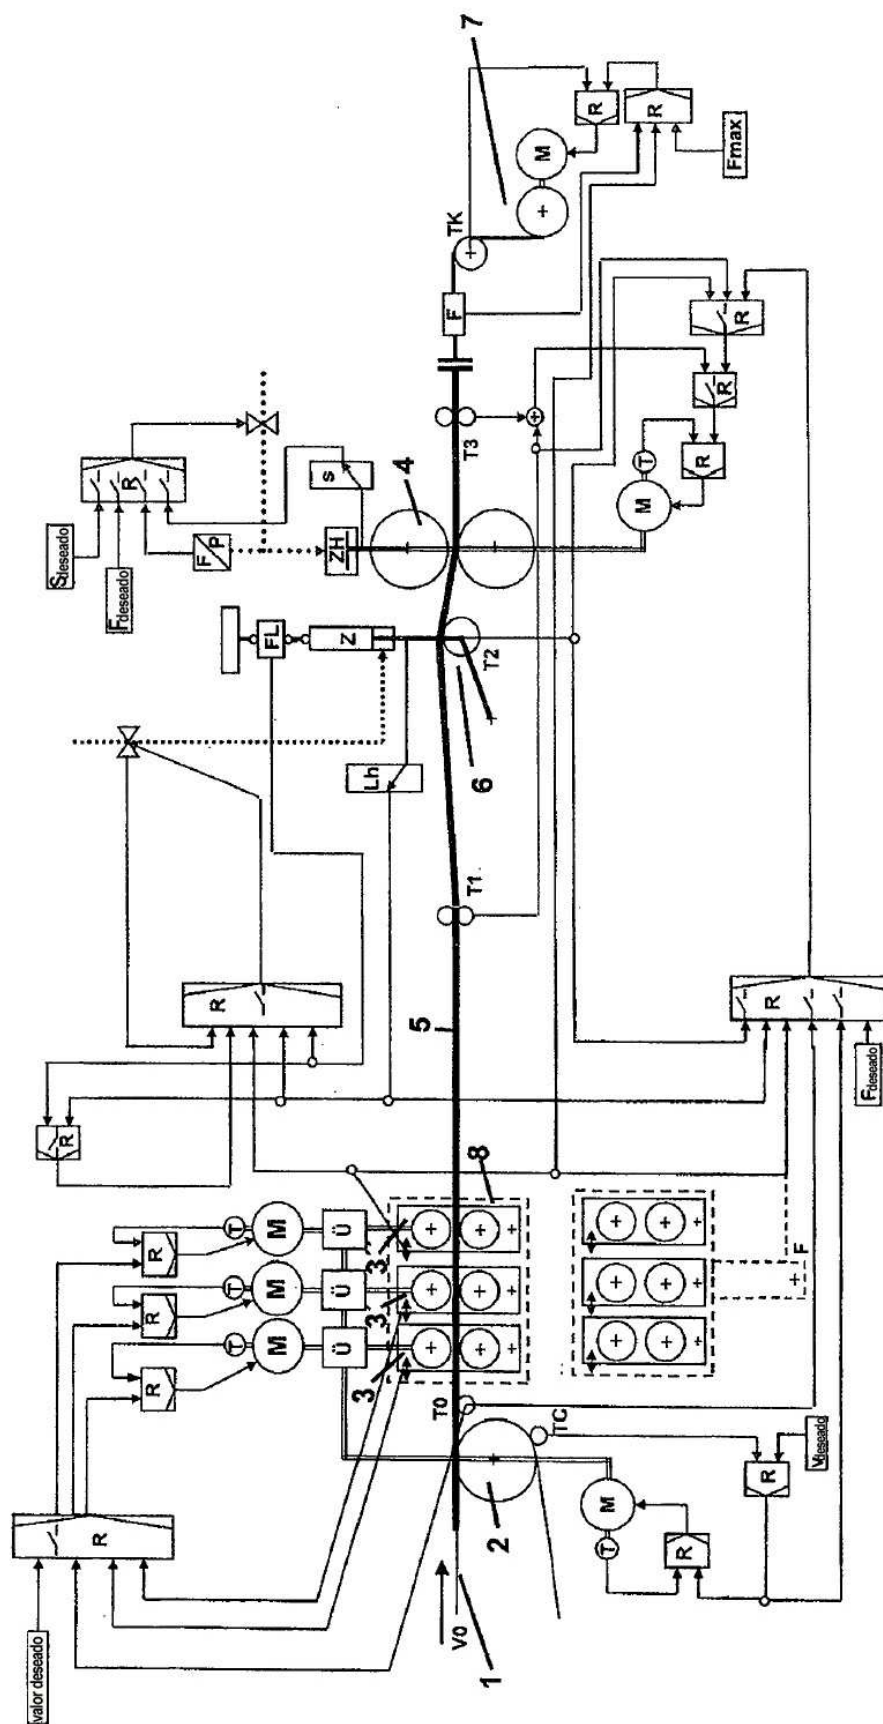 valor deseado
R
Sdeseado
Fdeseado
R
R
R
R
R
F/P
R
T
T
T
FL
M
M
M
s
Ü
Ü
Ü
Z
ZH
3
3
3
Lh
4
T0
5
F
TK
V0
T1
T3
7
1
2
8
6
T2
M
TC
R
M
T
M
T
R
R
R
R
R
Fmax
R
R
F
Vdeseado
Fdeseado